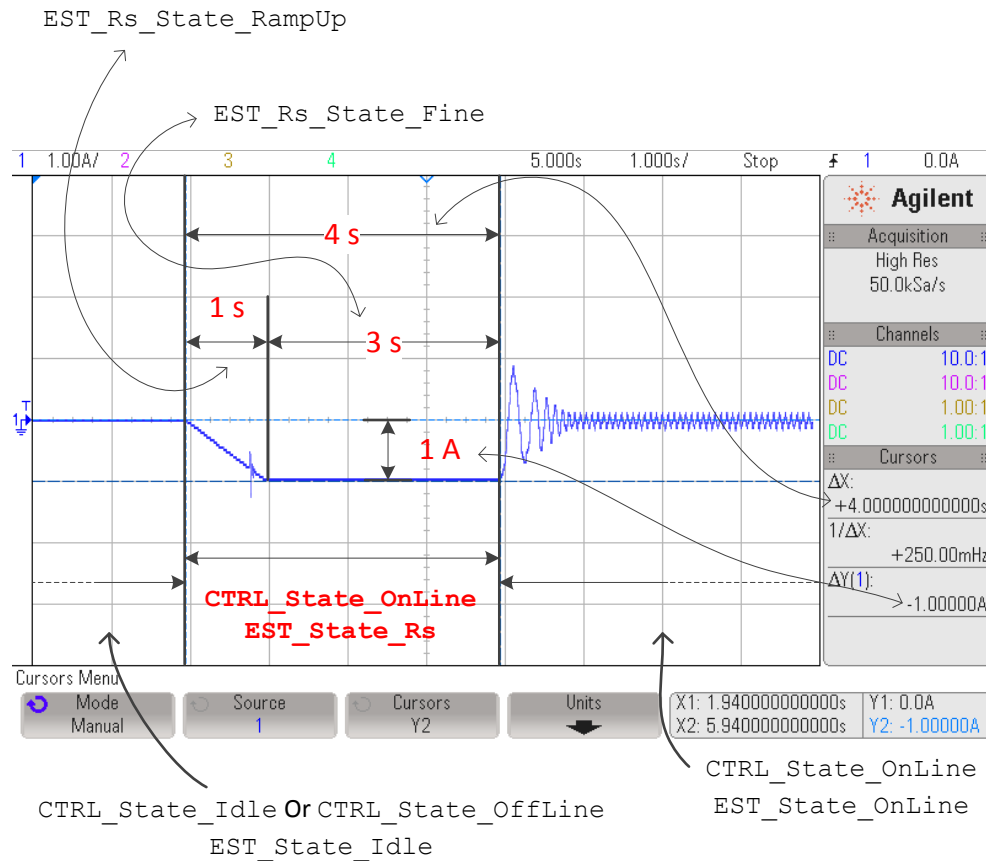 EST_Rs_State_RampUp
EST_Rs_State_Fine
1 1.00A/ 2 3 4 5.000s 1.000s/ Stop 1 0.0A
Agilent
Acquisition
High Res
50.0kSa/s
Channels
DC 10.0:1
DC 10.0:1
DC 1.00:1
DC 1.00:1
Cursors
ΔX:
+4.000000000000s
1/ΔX:
+250.00mHz
ΔY(1):
-1.00000A
4 s
1 s
3 s
T
1
1 A
CTRL_State_OnLine
EST_State_Rs
Cursors Menu
Mode
Manual
Source
1
Cursors
Y2
Units
X1: 1.940000000000s
X2: 5.940000000000s
Y1: 0.0A
Y2: -1.00000A
CTRL_State_OnLine
EST_State_OnLine
CTRL_State_Idle Or CTRL_State_OffLine
EST_State_Idle